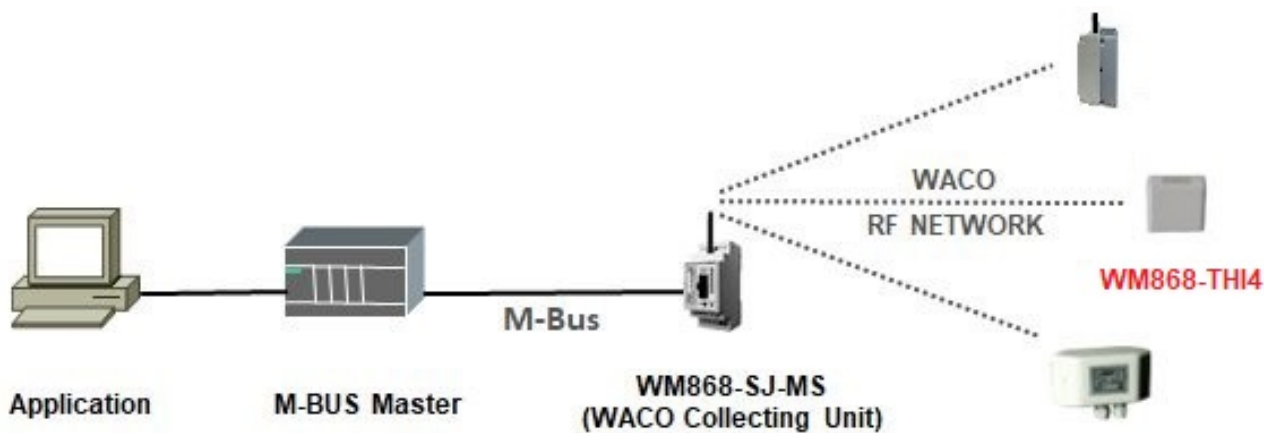 WACO
RF NETWORK
WM868-THI4
M-Bus
Application
M-BUS Master
WM868-SJ-MS
(WACO Collecting Unit)